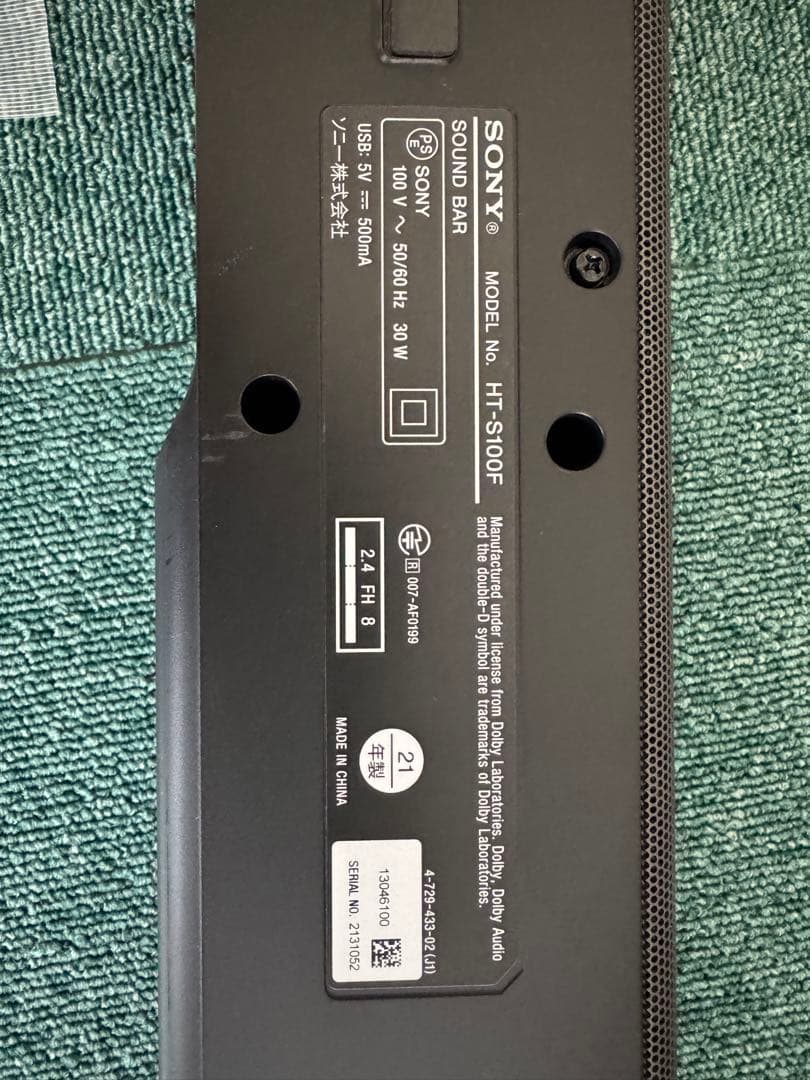 SONY® MODEL No. HT-S100F
SOUND BAR
PS E SONY
100 V ～ 50/60 Hz 30 W
USB: 5V ⎓ 500mA
ソニー株式会社
Manufactured under license from Dolby Laboratories. Dolby, Dolby Audio
and the double-D symbol are trademarks of Dolby Laboratories.
R 007-AF0199
2.4 FH 8
21
年製
MADE IN CHINA
4-729-433-02 (J1)
13046100
SERIAL NO. 2131052